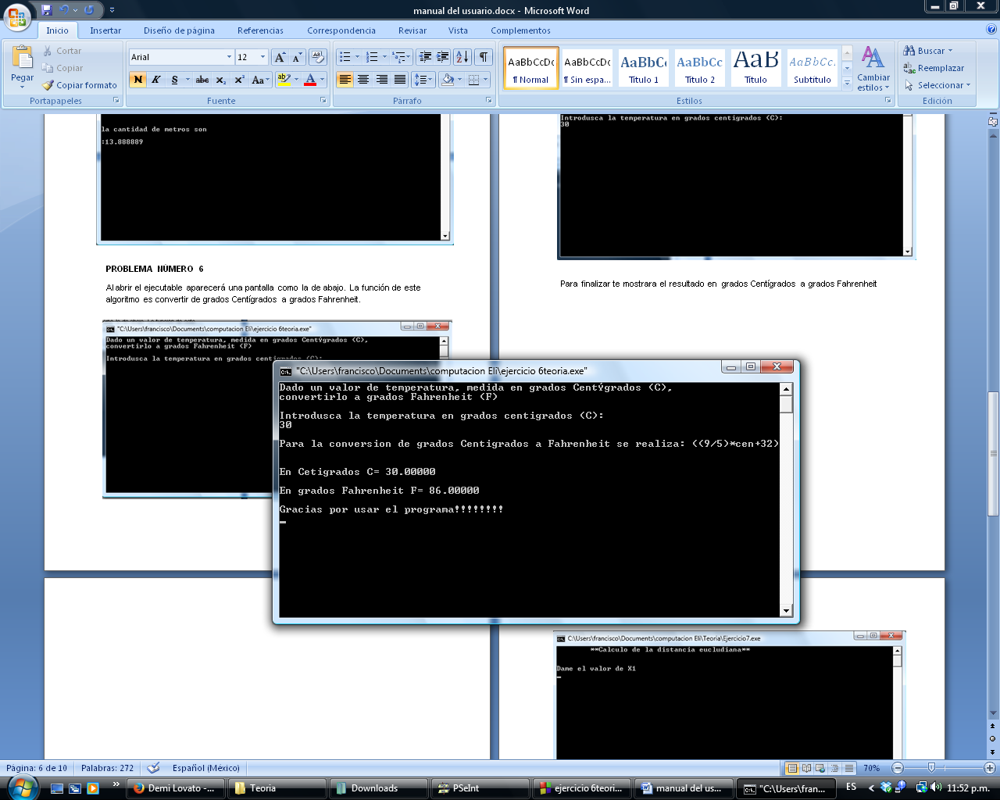 manual del usuario.docx - Microsoft Word
Inicio Insertar Diseño de página Referencias Correspondencia Revisar Vista Complementos
Pegar
Cortar
Copiar
Copiar formato
Portapapeles
Arial 12
N K S abc x₂ x² Aa
Fuente
Párrafo
AaBbCcDc AaBbCcDc AaBbCc AaBbCc AaB AaBbCc.
¶ Normal ¶ Sin espa... Título 1 Título 2 Título Subtítulo
Cambiar estilos
Estilos
Buscar
Reemplazar
Seleccionar
Edición
la cantidad de metros son
:13.888889
PROBLEMA NÚMERO 6
Al abrir el ejecutable aparecerá una pantalla como la de abajo. La función de este
algoritmo es convertir de grados Centígrados a grados Fahrenheit.
"C:\Users\francisco\Documents\computacion Eli\ejercicio 6teoria.exe"
Dado un valor de temperatura, medida en grados Centýgrados (C),
convertirlo a grados Fahrenheit (F)
Introdusca la temperatura en grados centigrados (C):
Introdusca la temperatura en grados centigrados (C):
30
Para finalizar te mostrara el resultado en grados Centígrados a grados Fahrenheit
"C:\Users\francisco\Documents\computacion Eli\ejercicio 6teoria.exe"
Dado un valor de temperatura, medida en grados Centýgrados (C),
convertirlo a grados Fahrenheit (F)
Introdusca la temperatura en grados centigrados (C):
30
Para la conversion de grados Centigrados a Fahrenheit se realiza: ((9/5)*cen+32)
En Cetigrados C= 30.00000
En grados Fahrenheit F= 86.00000
Gracias por usar el programa!!!!!!!!
C:\Users\francisco\Documents\computacion Eli\Teoria\Ejercicio7.exe
**Calculo de la distancia eucludiana**
Dame el valor de X1
Página: 6 de 10 Palabras: 272 Español (México) 70%
Demi Lovato -... Teoria Downloads PSeInt ejercicio 6teori... manual del us... "C:\Users\fran... ES 11:52 p.m.